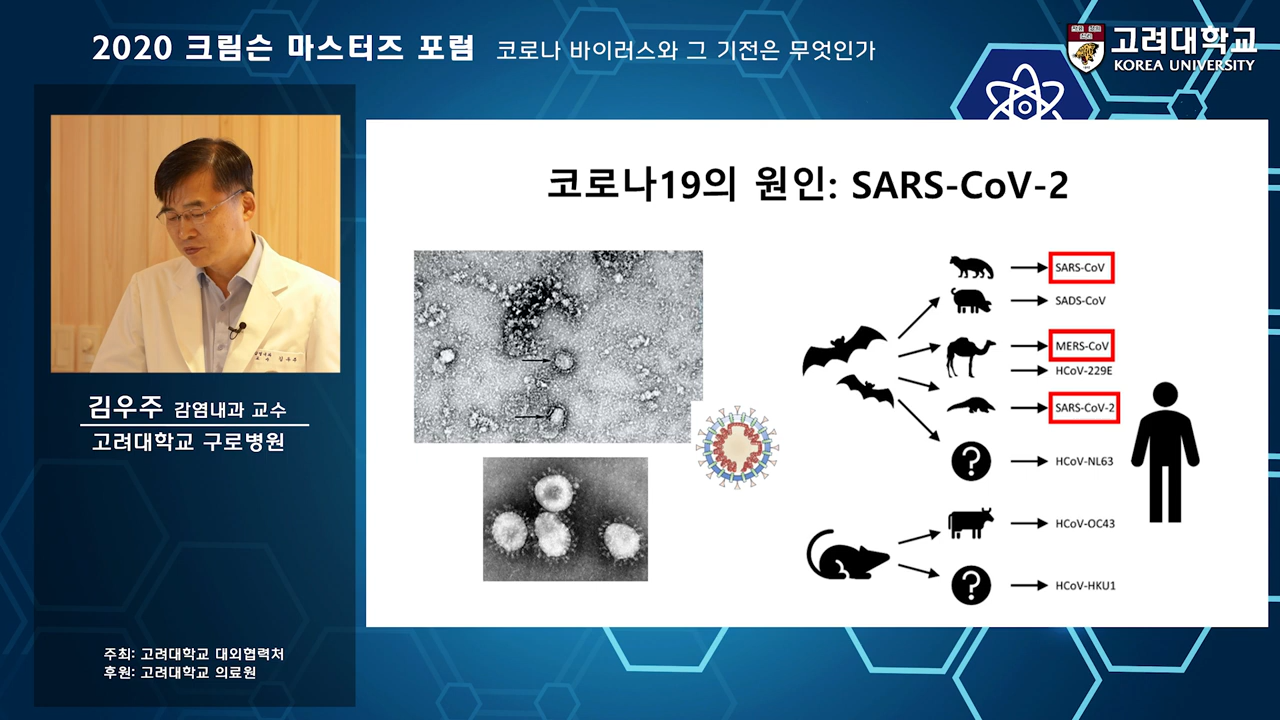 2020 크림슨 마스터즈 포럼 코로나 바이러스와 그 기전은 무엇인가
고려대학교
KOREA UNIVERSITY
김우주 감염내과 교수
고려대학교 구로병원
주최: 고려대학교 대외협력처
후원: 고려대학교 의료원
코로나19의 원인: SARS-CoV-2
SARS-CoV
SADS-CoV
MERS-CoV
HCoV-229E
SARS-CoV-2
?
HCoV-NL63
HCoV-OC43
?
HCoV-HKU1